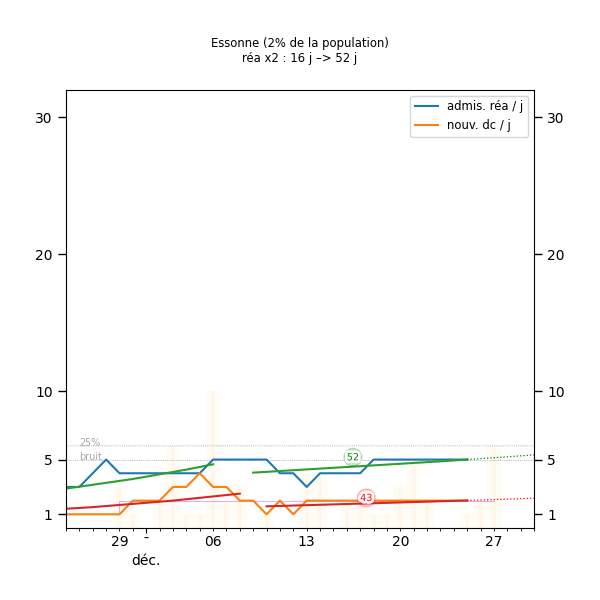 Essonne (2% de la population)
réa x2 : 16 j –> 52 j
admis. réa / j
nouv. dc / j
30 30
20 20
10 10
25%
bruit
5 5
52
43
1 1
29 - 06 13 20 27
déc.